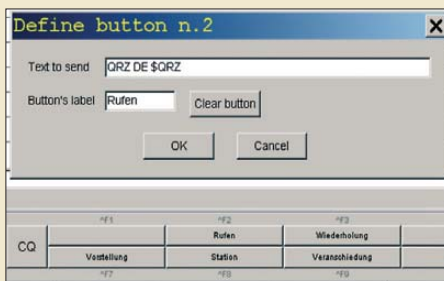 Define button n.2
Text to send QRZ DE $QRZ
Button's label Rufen Clear button
OK Cancel
^F1 ^F2 ^F3
CQ Rufen Wiederholung
Vorstellung Station Veranschiedung
^F7 ^F8 ^F9